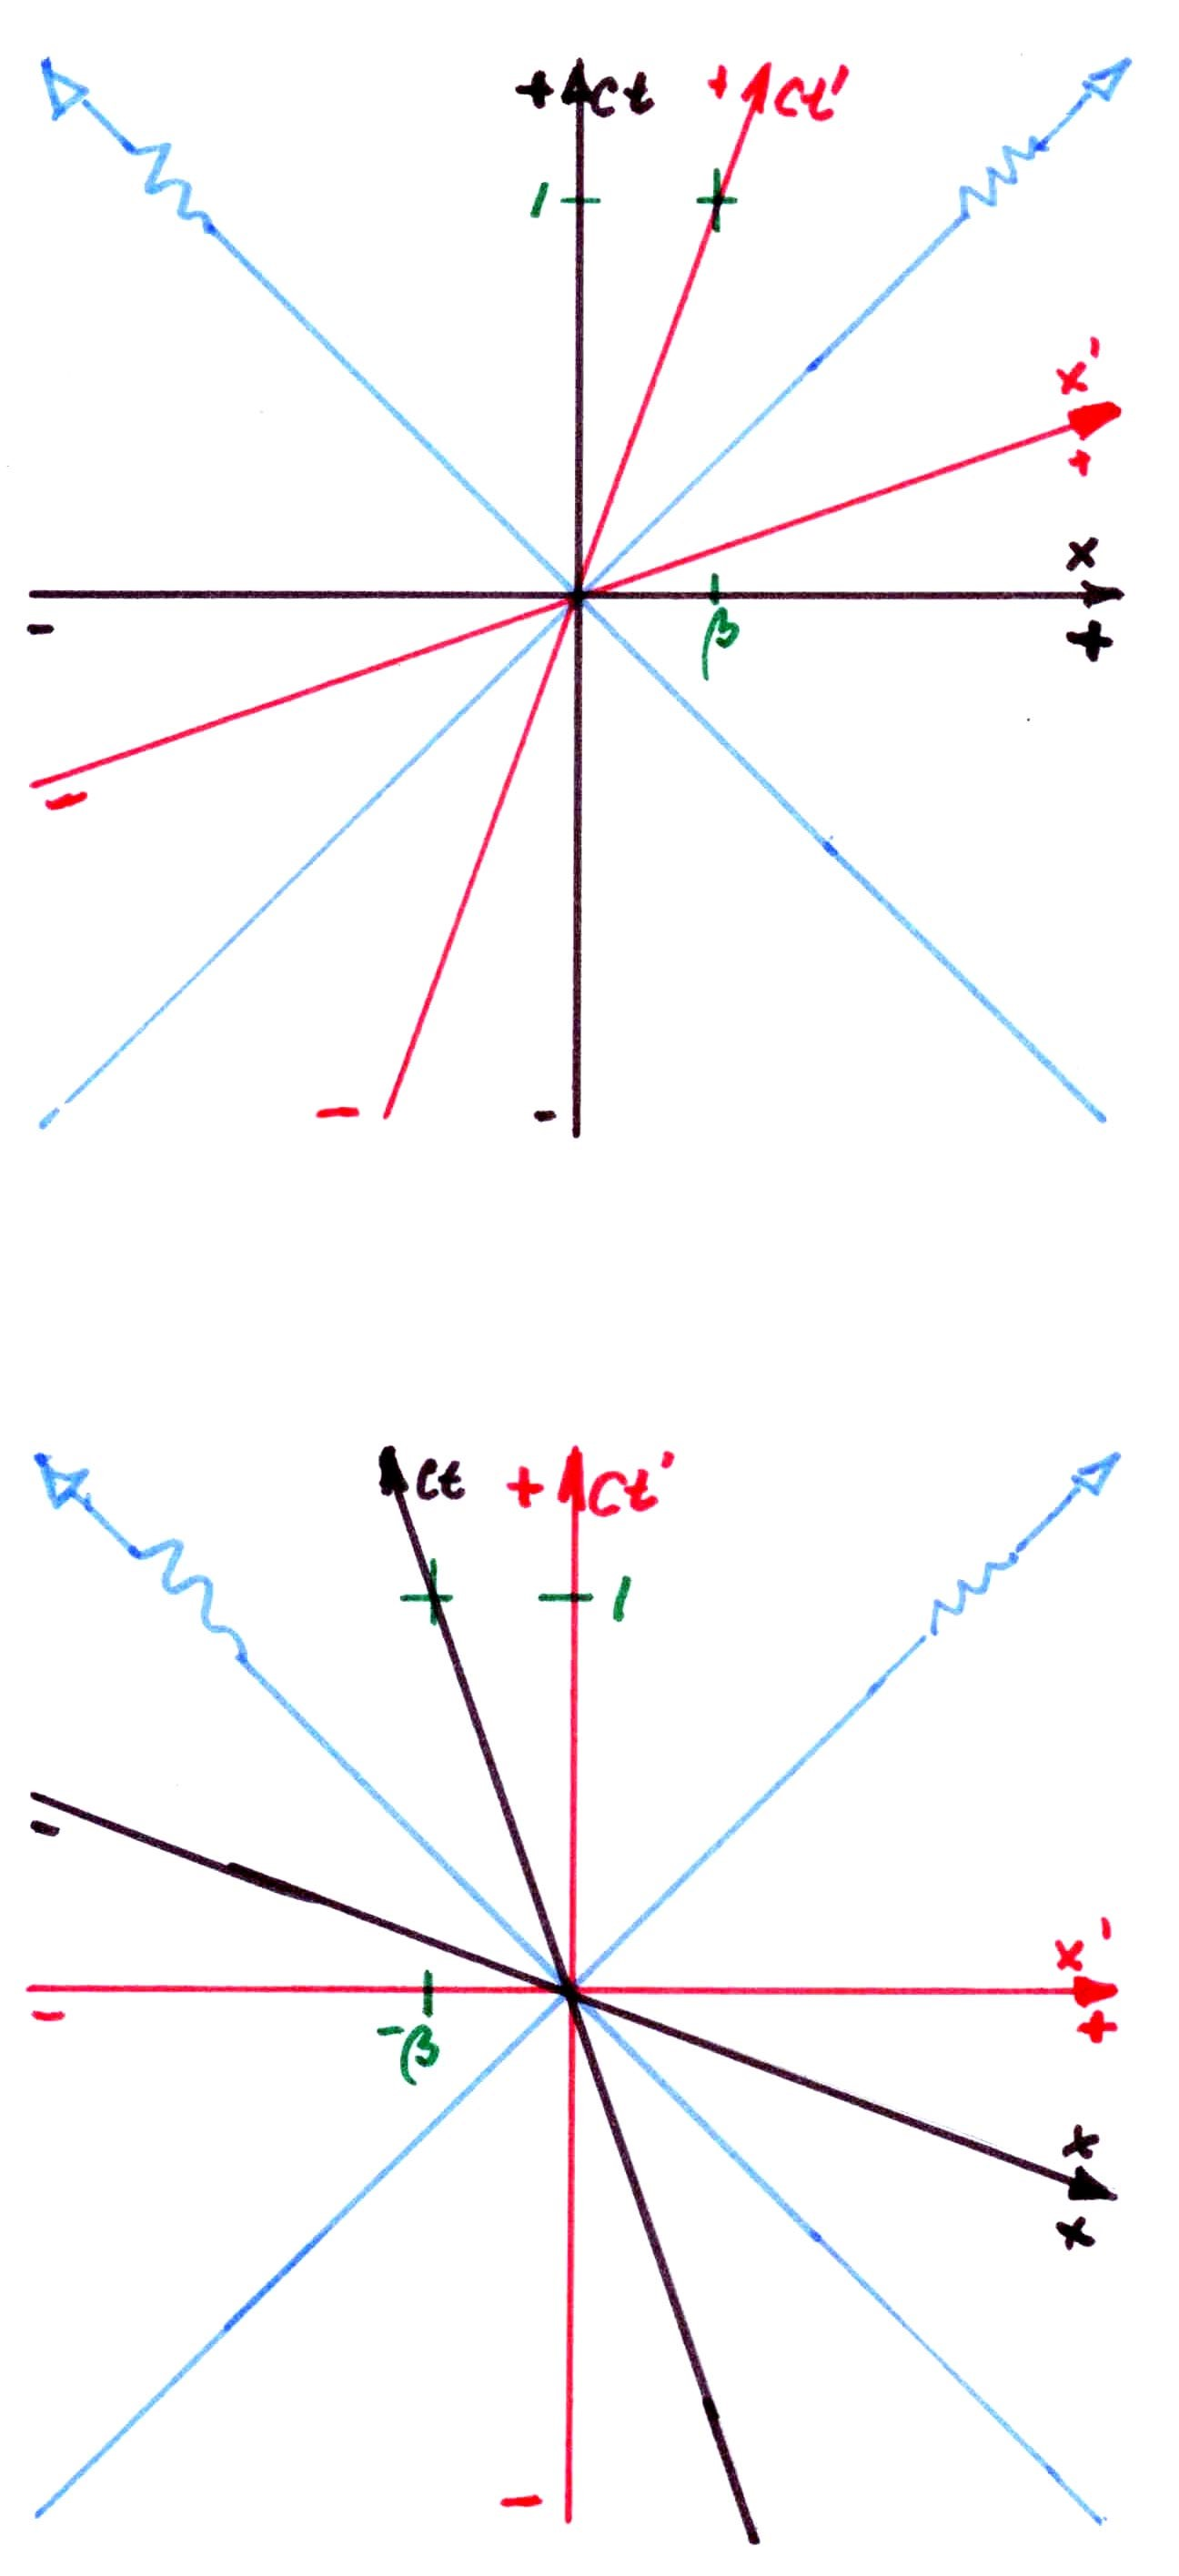 + ct + ct'
1
x'
+
x
- β +
-
- -
ct + ct'
1
-
x'
- -β +
x
x
-